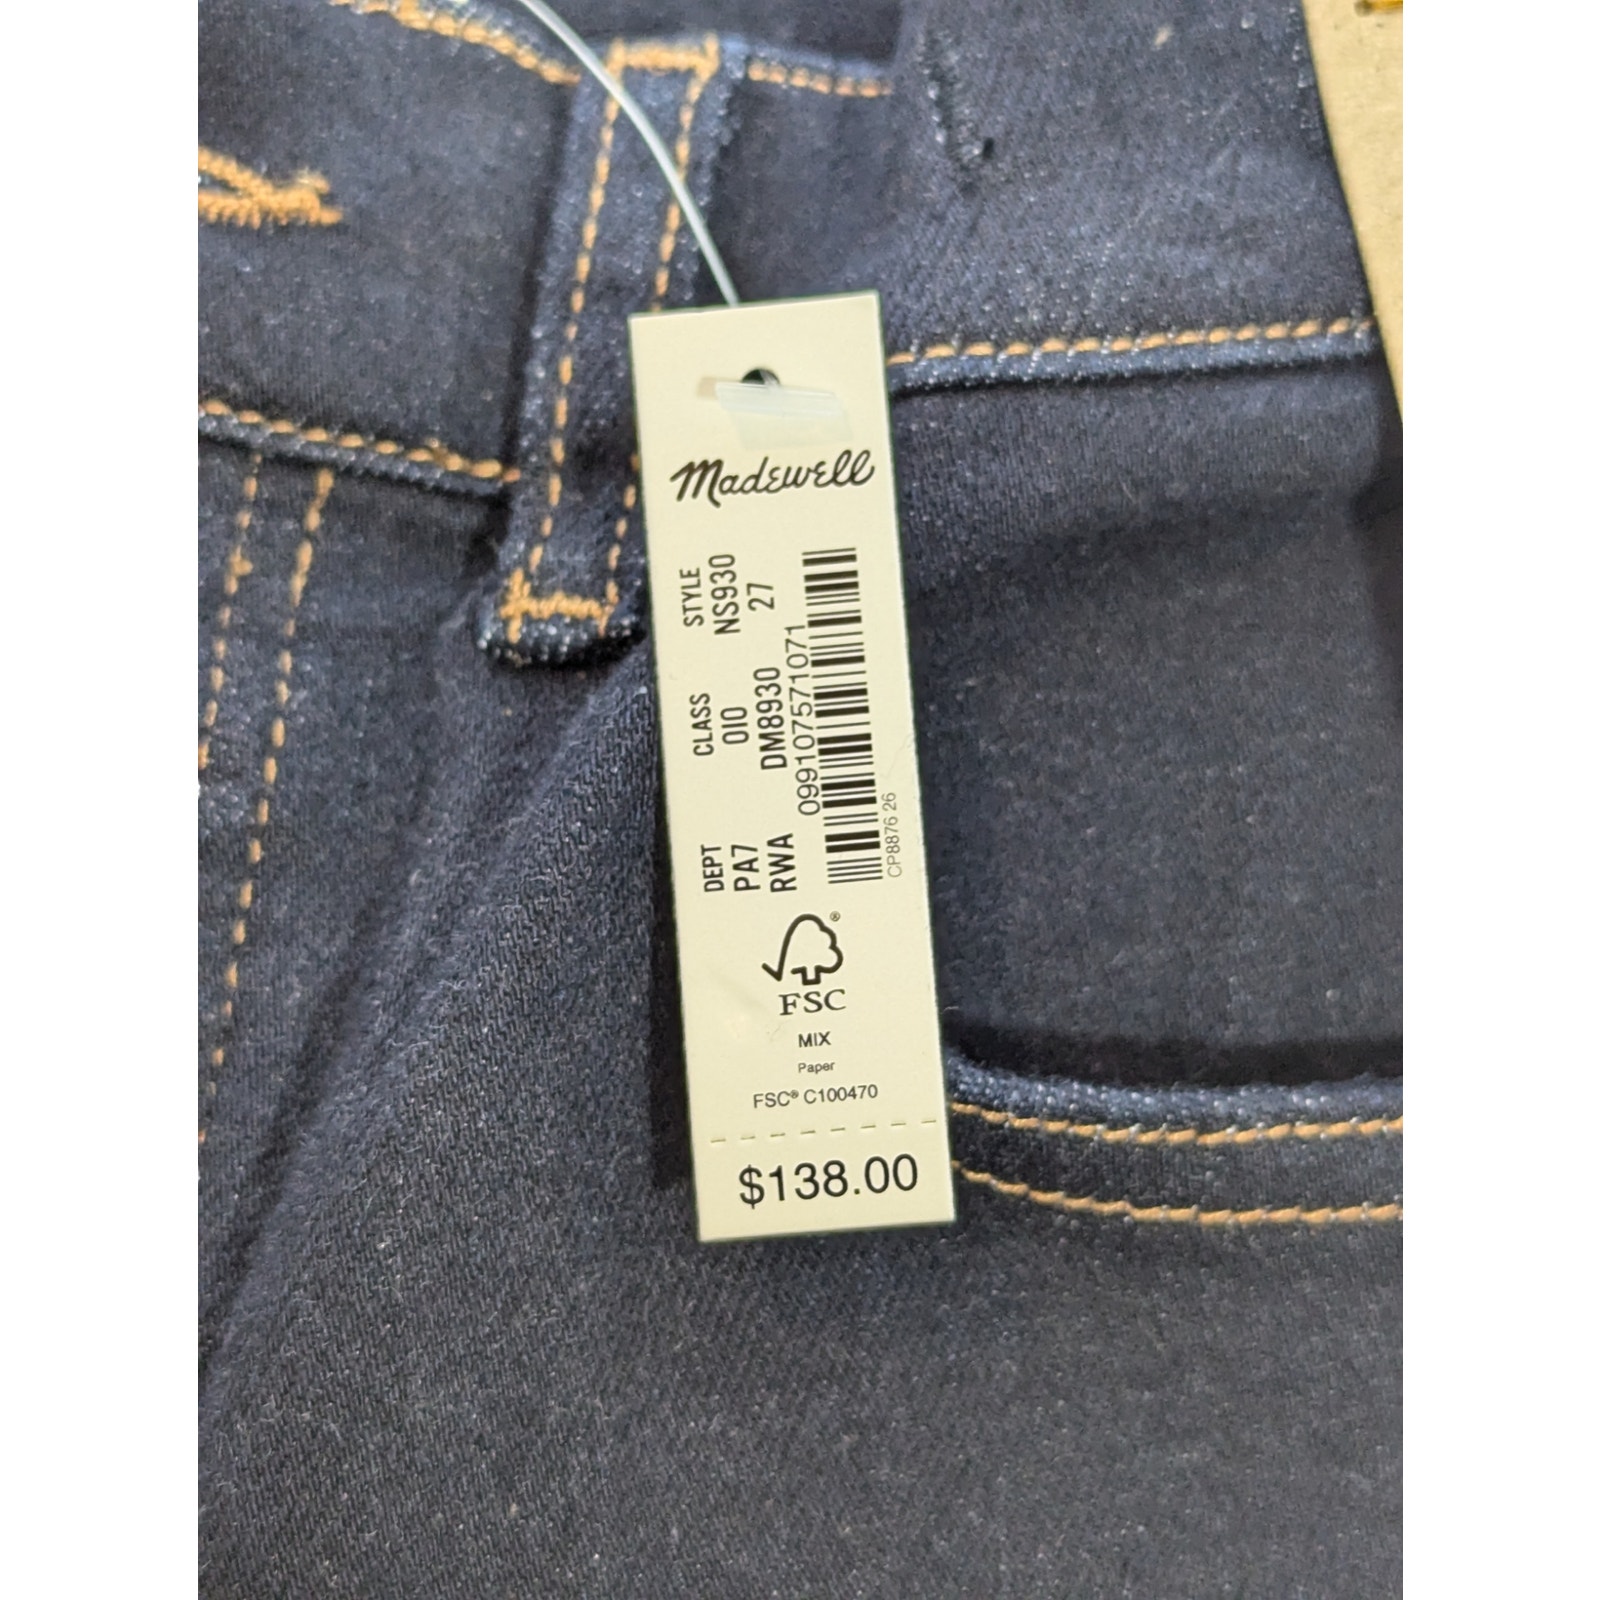 Madewell
DEPT CLASS STYLE
PA7 010 NS930
RWA DM8930 27
099107571071
CP8876 26
®
FSC
MIX
Paper
FSC® C100470
$138.00